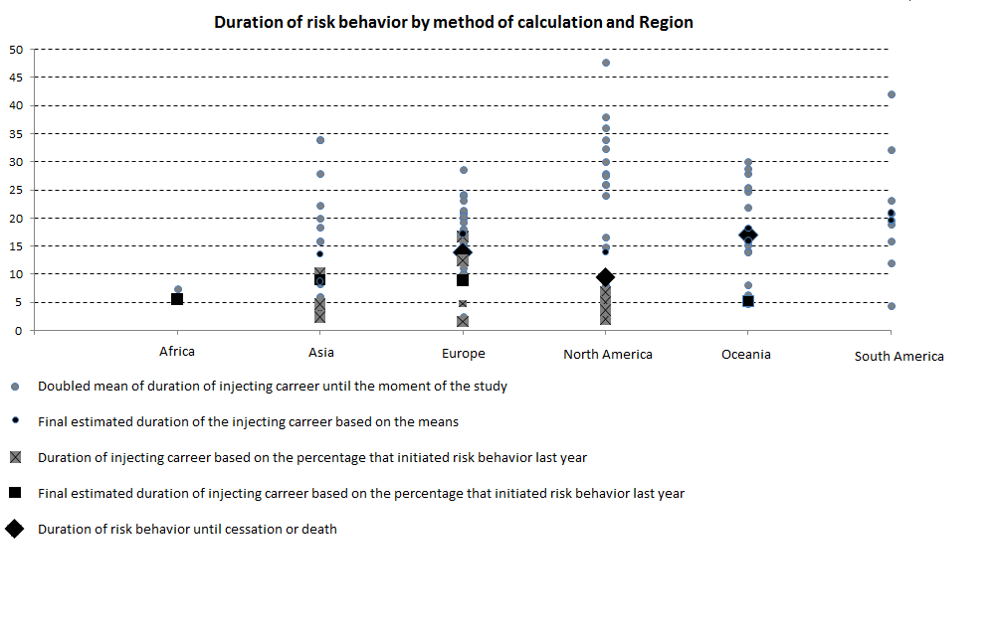 Duration of risk behavior by method of calculation and Region
50
45
40
35
30
25
20
15
10
5
0
Africa Asia Europe North America Oceania South America
Doubled mean of duration of injecting carreer until the moment of the study
Final estimated duration of the injecting carreer based on the means
Duration of injecting carreer based on the percentage that initiated risk behavior last year
Final estimated duration of injecting carreer based on the percentage that initiated risk behavior last year
Duration of risk behavior until cessation or death